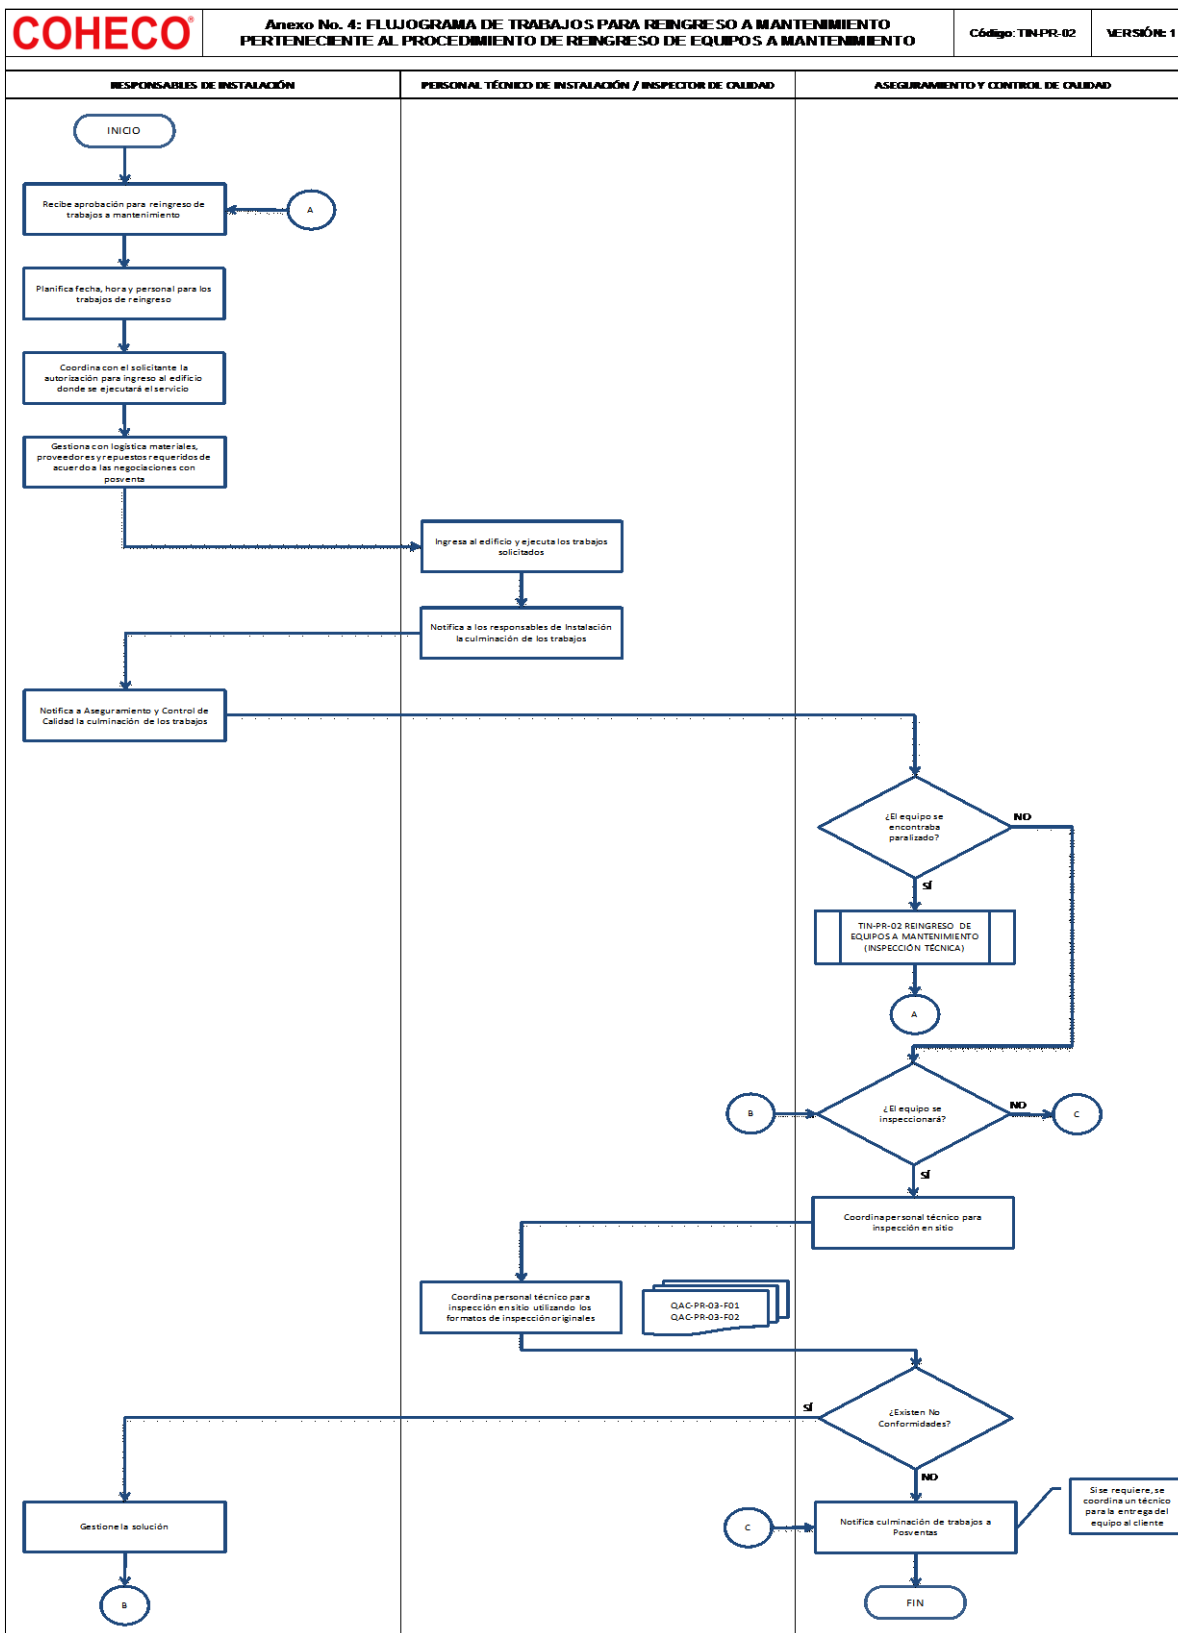 COHECO
Anexo No. 4: FLUJOGRAMA DE TRABAJOS PARA REINGRESO A MANTENIMIENTO
PERTENECIENTE AL PROCEDIMIENTO DE REINGRESO DE EQUIPOS A MANTENIMIENTO
Código: TIN-PR-02
VERSIÓN: 1
RESPONSABLES DE INSTALACIÓN
PERSONAL TÉCNICO DE INSTALACIÓN / INSPECTOR DE CALIDAD
ASEGURAMIENTO Y CONTROL DE CALIDAD
INICIO
Recibe aprobación para reingreso de
trabajos a mantenimiento
A
Planifica fecha, hora y personal para los
trabajos de reingreso
Coordina con el solicitante la
autorización para ingreso al edificio
donde se ejecutará el servicio
Gestiona con logística materiales,
proveedores y repuestos requeridos de
acuerdo a las negociaciones con
posventa
Ingresa al edificio y ejecuta los trabajos
solicitados
Notifica a los responsables de Instalación
la culminación de los trabajos
Notifica a Aseguramiento y Control de
Calidad la culminación de los trabajos
¿El equipo se
encontraba
paralizado?
NO
SÍ
TIN-PR-02 REINGRESO DE
EQUIPOS A MANTENIMIENTO
(INSPECCIÓN TÉCNICA)
A
B
¿El equipo se
inspeccionará?
NO
C
SÍ
Coordina personal técnico para
inspección en sitio
Coordina personal técnico para
inspección en sitio utilizando los
formatos de inspección originales
QAC-PR-03-F01
QAC-PR-03-F02
¿Existen No
Conformidades?
SÍ
NO
Gestione la solución
B
C
Notifica culminación de trabajos a
Posventas
Si se requiere, se
coordina un técnico
para la entrega del
equipo al cliente
FIN